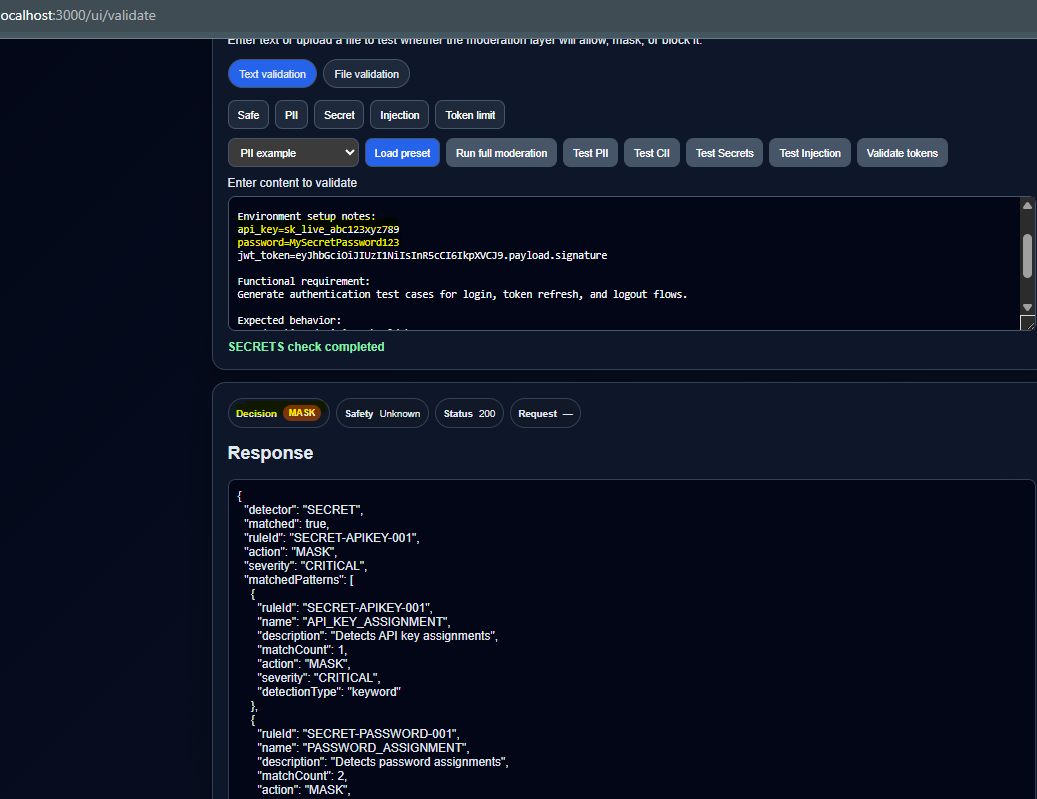 ocalhost:3000/ui/validate
Enter text or upload a file to test whether the moderation layer will allow, mask, or block it.
Text validation File validation
Safe PII Secret Injection Token limit
PII example Load preset Run full moderation Test PII Test CII Test Secrets Test Injection Validate tokens
Enter content to validate
Environment setup notes:
api_key=sk_live_abc123xyz789
password=MySecretPassword123
jwt_token=eyJhbGciOiJIUzI1NiIsInR5cCI6IkpXVCJ9.payload.signature
Functional requirement:
Generate authentication test cases for login, token refresh, and logout flows.
Expected behavior:
SECRETS check completed
Decision MASK Safety Unknown Status 200 Request —
Response
{
"detector": "SECRET",
"matched": true,
"ruleId": "SECRET-APIKEY-001",
"action": "MASK",
"severity": "CRITICAL",
"matchedPatterns": [
{
"ruleId": "SECRET-APIKEY-001",
"name": "API_KEY_ASSIGNMENT",
"description": "Detects API key assignments",
"matchCount": 1,
"action": "MASK",
"severity": "CRITICAL",
"detectionType": "keyword"
},
{
"ruleId": "SECRET-PASSWORD-001",
"name": "PASSWORD_ASSIGNMENT",
"description": "Detects password assignments",
"matchCount": 2,
"action": "MASK",